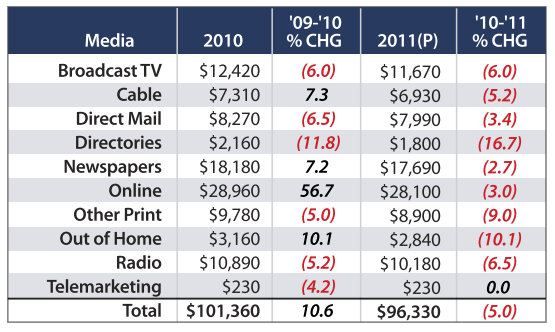 Media 2010 '09-'10 % CHG 2011(P) '10-'11 % CHG
Broadcast TV $12,420 (6.0) $11,670 (6.0)
Cable $7,310 7.3 $6,930 (5.2)
Direct Mail $8,270 (6.5) $7,990 (3.4)
Directories $2,160 (11.8) $1,800 (16.7)
Newspapers $18,180 7.2 $17,690 (2.7)
Online $28,960 56.7 $28,100 (3.0)
Other Print $9,780 (5.0) $8,900 (9.0)
Out of Home $3,160 10.1 $2,840 (10.1)
Radio $10,890 (5.2) $10,180 (6.5)
Telemarketing $230 (4.2) $230 0.0
Total $101,360 10.6 $96,330 (5.0)